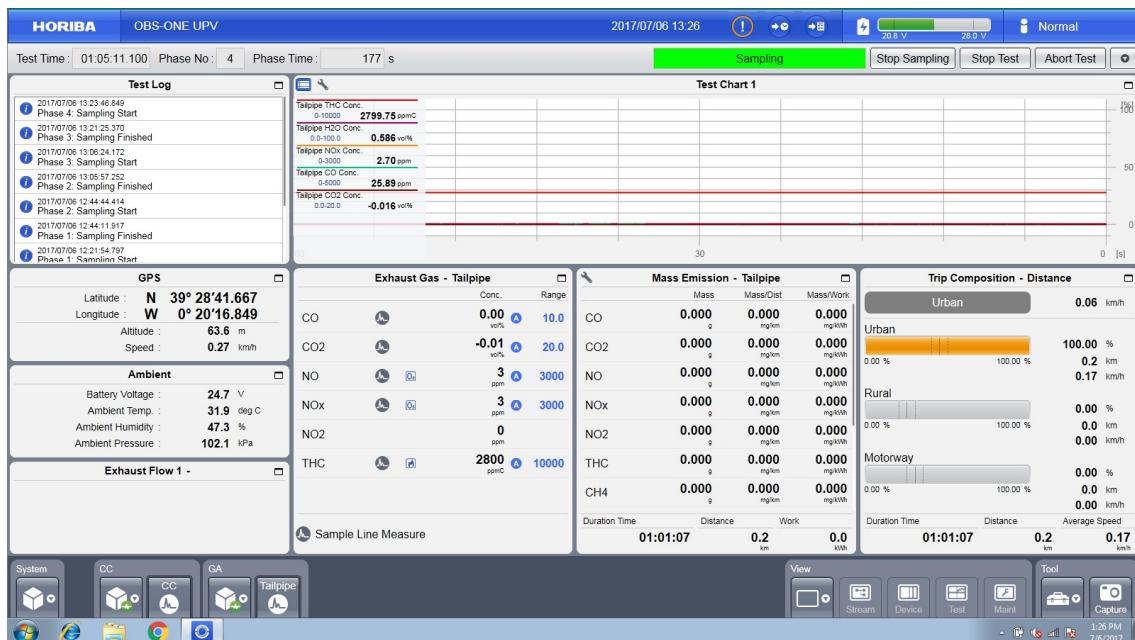 HORIBA OBS-ONE UPV 2017/07/06 13:26 20.8 V 28.0 V Normal
Test Time : 01:05:11.100 Phase No : 4 Phase Time : 177 s Sampling Stop Sampling Stop Test Abort Test
Test Log
2017/07/06 13:23:46.849
Phase 4: Sampling Start
2017/07/06 13:21:25.370
Phase 3: Sampling Finished
2017/07/06 13:06:24.172
Phase 3: Sampling Start
2017/07/06 13:05:57.252
Phase 2: Sampling Finished
2017/07/06 12:44:44.414
Phase 2: Sampling Start
2017/07/06 12:44:11.917
Phase 1: Sampling Finished
2017/07/06 12:21:54.797
Phase 1: Sampling Start
Test Chart 1
Tailpipe THC Conc.
0-10000 2799.75 ppmC
Tailpipe H2O Conc.
0.0-100.0 0.586 vol%
Tailpipe NOx Conc.
0-3000 2.70 ppm
Tailpipe CO Conc.
0-5000 25.89 ppm
Tailpipe CO2 Conc.
0.0-20.0 -0.016 vol%
[%]
100
50
0
60 30 0 [s]
GPS
Latitude : N 39° 28'41.667
Longitude : W 0° 20'16.849
Altitude : 63.6 m
Speed : 0.27 km/h
Ambient
Battery Voltage : 24.7 V
Ambient Temp. : 31.9 deg C
Ambient Humidity : 47.3 %
Ambient Pressure : 102.1 kPa
Exhaust Flow 1 -
Exhaust Gas - Tailpipe
Conc. Range
CO 0.00 vol% A 10.0
CO2 -0.01 vol% A 20.0
NO O3 3 ppm A 3000
NOx O3 3 ppm A 3000
NO2 0 ppm
THC 2800 ppmC A 10000
Sample Line Measure
Mass Emission - Tailpipe
Mass Mass/Dist Mass/Work
CO 0.000 g 0.000 mg/km 0.000 mg/kWh
CO2 0.000 g 0.000 mg/km 0.000 mg/kWh
NO 0.000 g 0.000 mg/km 0.000 mg/kWh
NOx 0.000 g 0.000 mg/km 0.000 mg/kWh
NO2 0.000 g 0.000 mg/km 0.000 mg/kWh
THC 0.000 g 0.000 mg/km 0.000 mg/kWh
CH4 0.000 g 0.000 mg/km 0.000 mg/kWh
Duration Time Distance Work
01:01:07 0.2 km 0.0 kWh
Trip Composition - Distance
Urban 0.06 km/h
Urban
100.00 %
0.00 % 100.00 % 0.2 km
0.17 km/h
Rural
0.00 %
0.00 % 100.00 % 0.0 km
0.00 km/h
Motorway
0.00 %
0.00 % 100.00 % 0.0 km
0.00 km/h
Duration Time Distance Average Speed
01:01:07 0.2 km 0.17 km/h
System CC GA View Tool
CC Tailpipe Stream Device Test Maint Capture
1:26 PM
7/6/2017